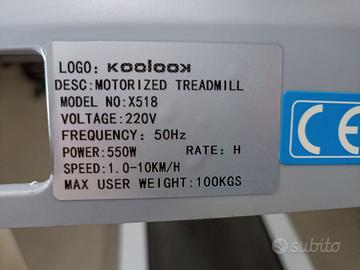 LOGO: KOOLOOK
DESC: MOTORIZED TREADMILL
MODEL NO:X518
VOLTAGE:220V
FREQUENCY: 50Hz
POWER:550W RATE: H
SPEED:1.0-10KM/H
MAX USER WEIGHT:100KGS
CE
subito